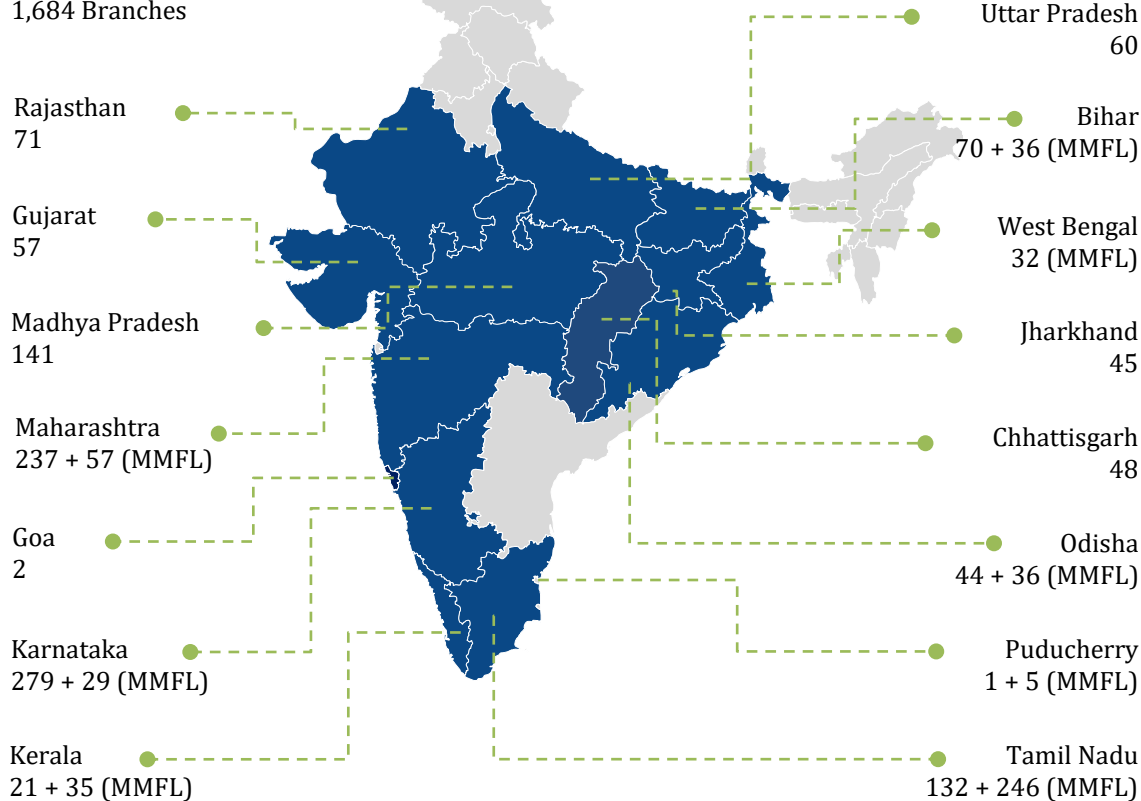 1,684 Branches
Rajasthan
71
Gujarat
57
Madhya Pradesh
141
Maharashtra
237 + 57 (MMFL)
Goa
2
Karnataka
279 + 29 (MMFL)
Kerala
21 + 35 (MMFL)
Uttar Pradesh
60
Bihar
70 + 36 (MMFL)
West Bengal
32 (MMFL)
Jharkhand
45
Chhattisgarh
48
Odisha
44 + 36 (MMFL)
Puducherry
1 + 5 (MMFL)
Tamil Nadu
132 + 246 (MMFL)